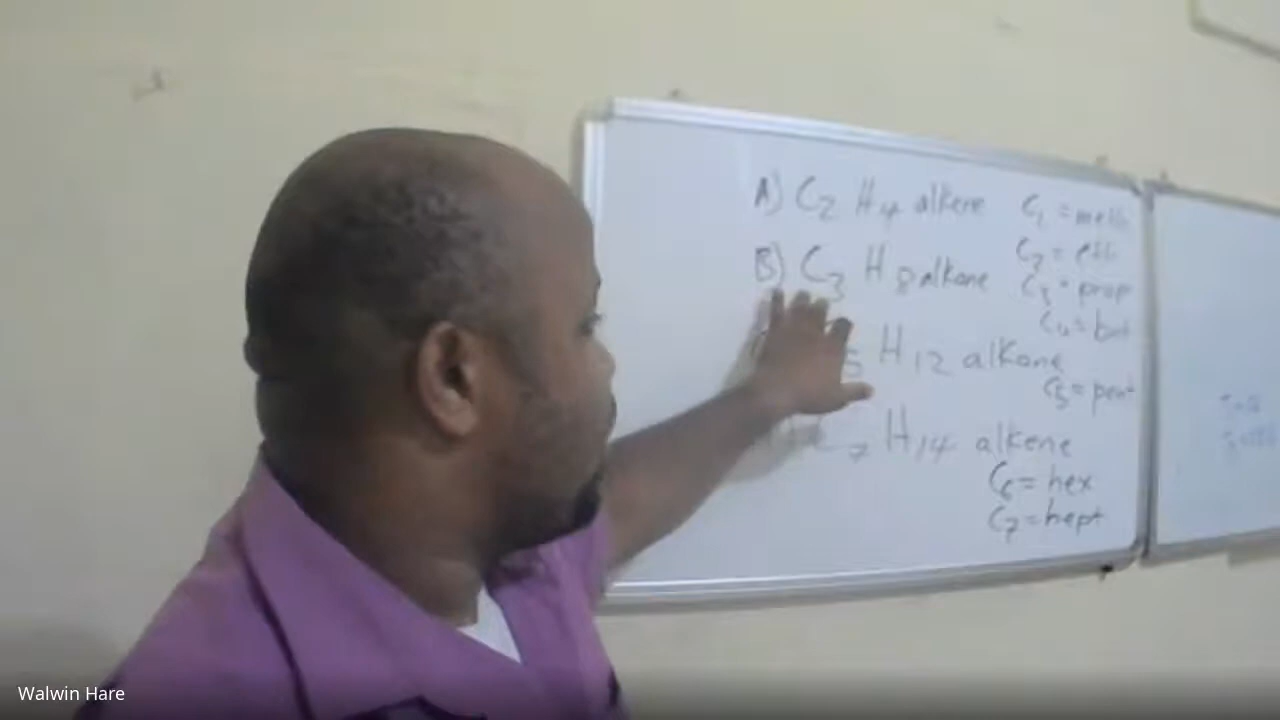 A) C2 H4 alkene C1 = meth
B) C3 H8 alkane C2 = eth
C3 = prop
C4 = but
5 H12 alkane
C5 = pent
C7 H14 alkene
C6 = hex
C7 = hept
Walwin Hare